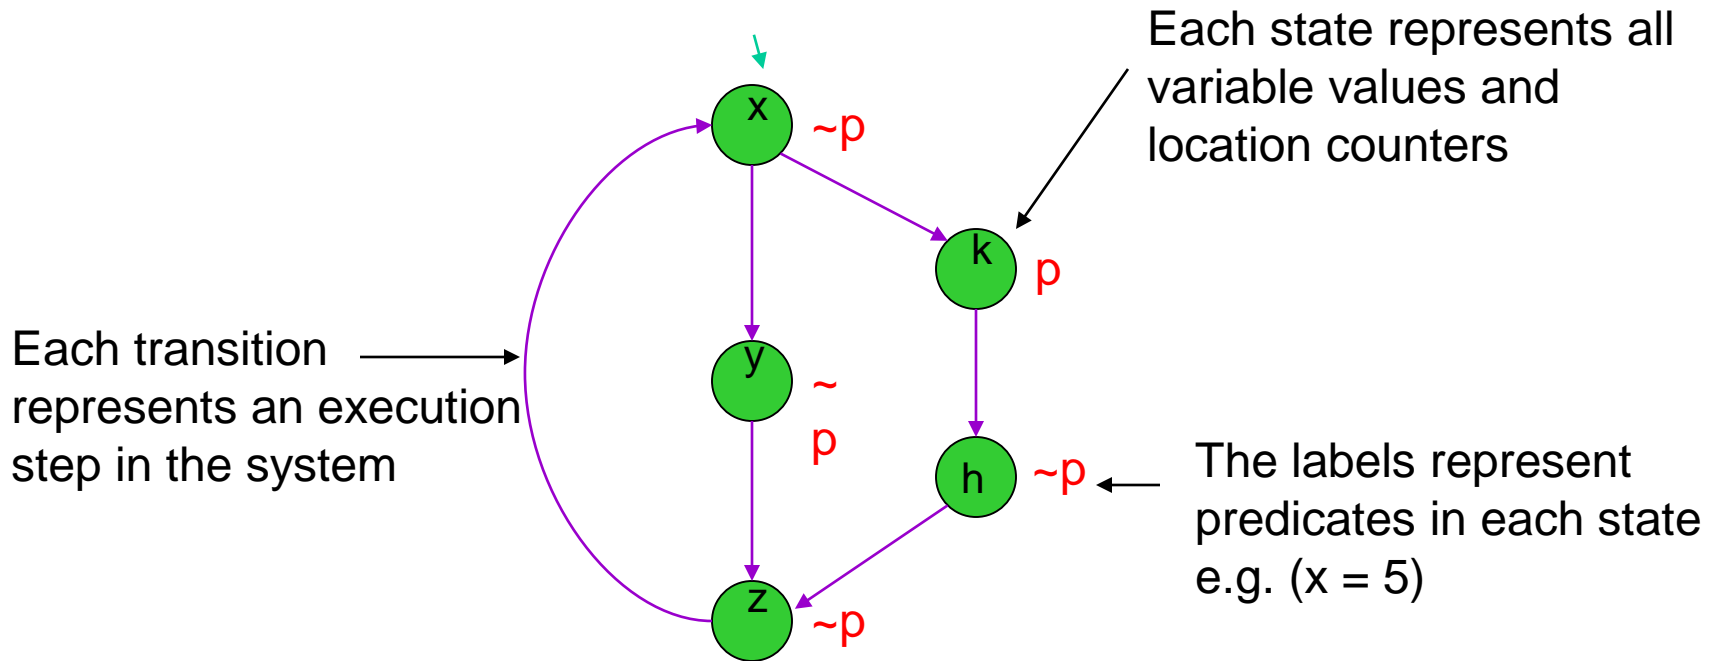 Each state represents all
variable values and
location counters
x
~p
k
p
Each transition
represents an execution
step in the system
y
~
p
h
~p
The labels represent
predicates in each state
e.g. (x = 5)
z
~p